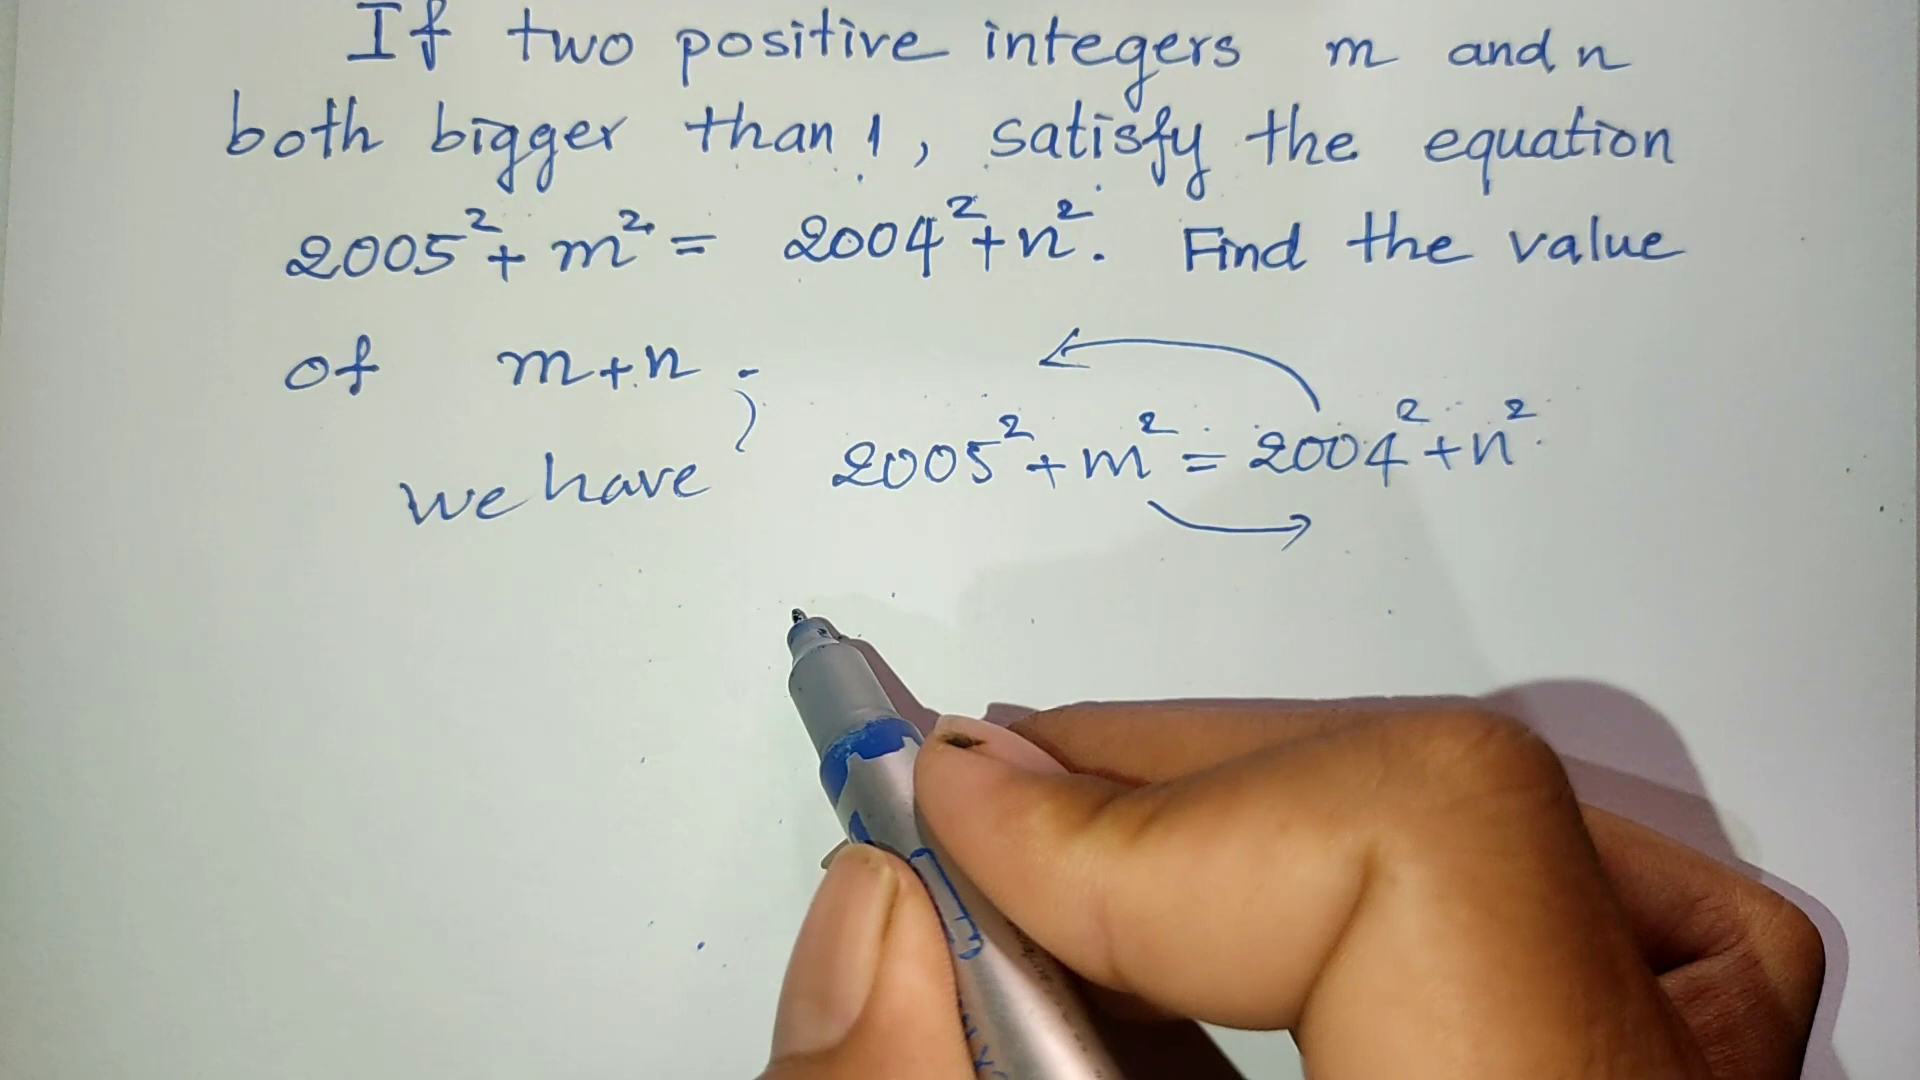 If two positive integers m and n
both bigger than 1, satisfy the equation
2005² + m² = 2004² + n². Find the value
of m+n.
we have, 2005² + m² = 2004² + n².